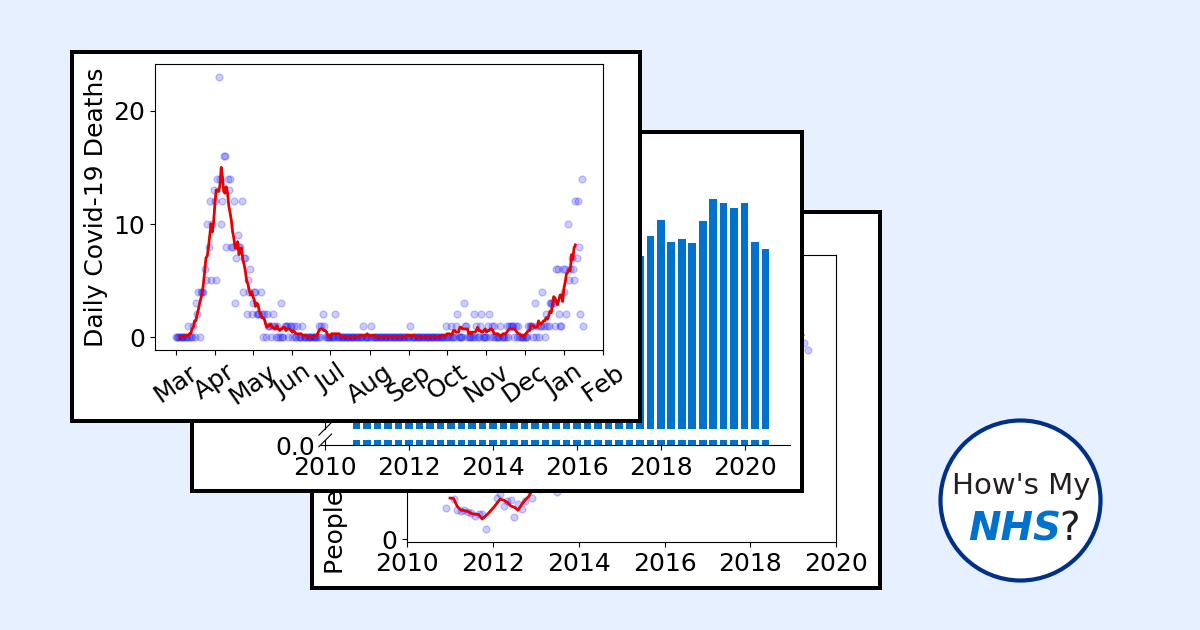 Daily Covid-19 Deaths
20
10
0
Mar Apr May Jun Jul Aug Sep Oct Nov Dec Jan Feb
0.0
2010 2012 2014 2016 2018 2020
People
0
2010 2012 2014 2016 2018 2020
How's My
NHS?